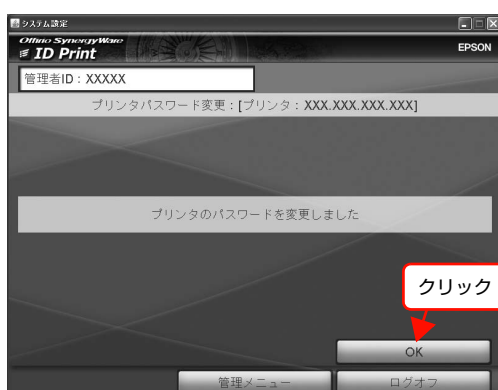 システム設定
Offirio SynergyWare
ID Print
EPSON
管理者ID：XXXXX
プリンタパスワード変更：[プリンタ：XXX.XXX.XXX.XXX]
プリンタのパスワードを変更しました
クリック
OK
管理メニュー
ログオフ